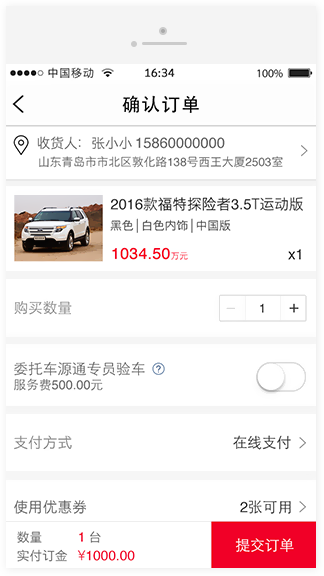 中国移动 16:34 100%
确认订单
收货人：张小小 15860000000
山东青岛市市北区敦化路138号西王大厦2503室
2016款福特探险者3.5T运动版
黑色│白色内饰│中国版
1034.50万元 x1
购买数量 1
委托车源通专员验车 ?
服务费500.00元
支付方式 在线支付
使用优惠券 2张可用
数量 1 台
实付订金 ¥1000.00
提交订单